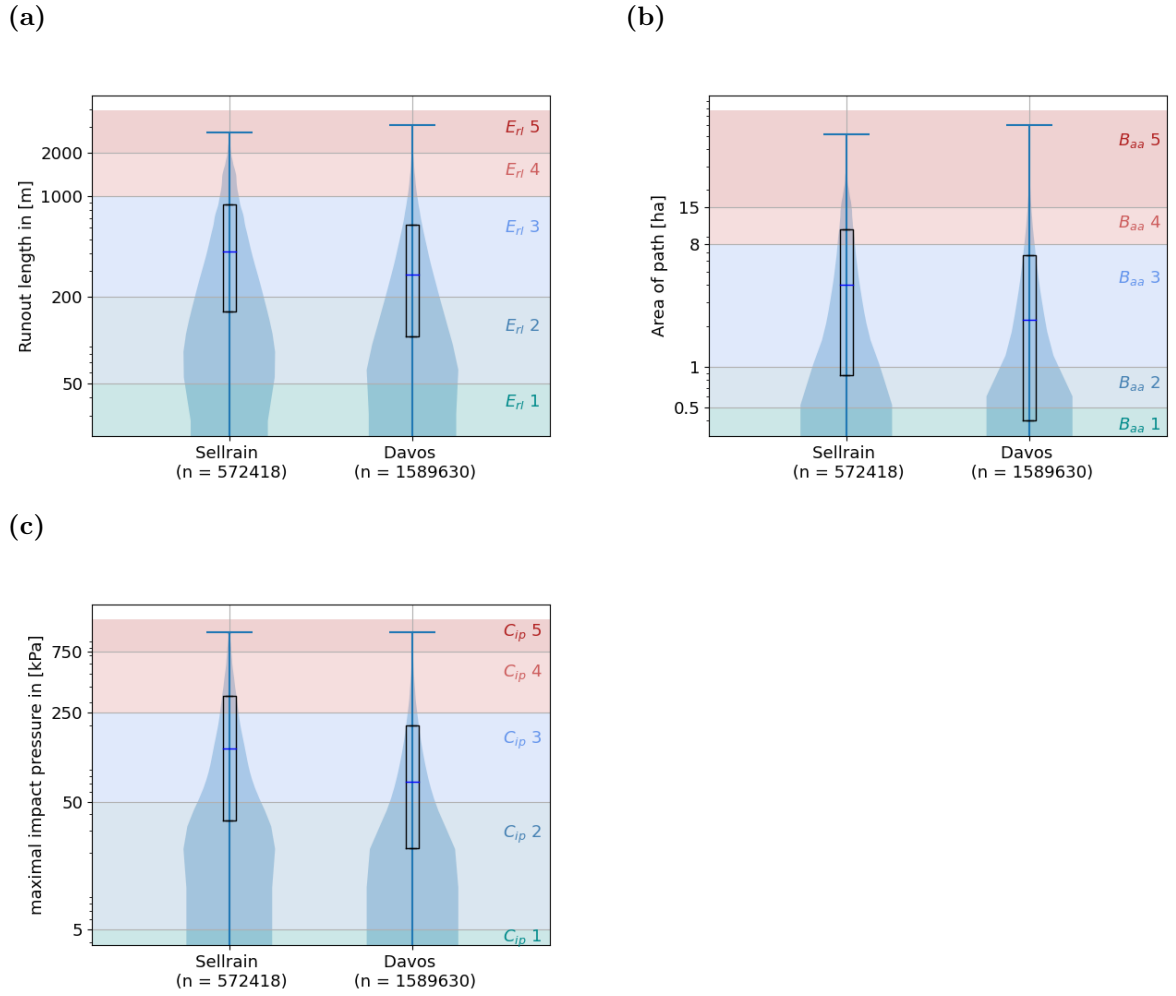 (a)
Runout length in [m]
2000
1000
200
50
E_rl 5
E_rl 4
E_rl 3
E_rl 2
E_rl 1
Sellrain
(n = 572418)
Davos
(n = 1589630)
(b)
Area of path [ha]
15
8
1
0.5
B_aa 5
B_aa 4
B_aa 3
B_aa 2
B_aa 1
Sellrain
(n = 572418)
Davos
(n = 1589630)
(c)
maximal impact pressure in [kPa]
750
250
50
5
C_ip 5
C_ip 4
C_ip 3
C_ip 2
C_ip 1
Sellrain
(n = 572418)
Davos
(n = 1589630)